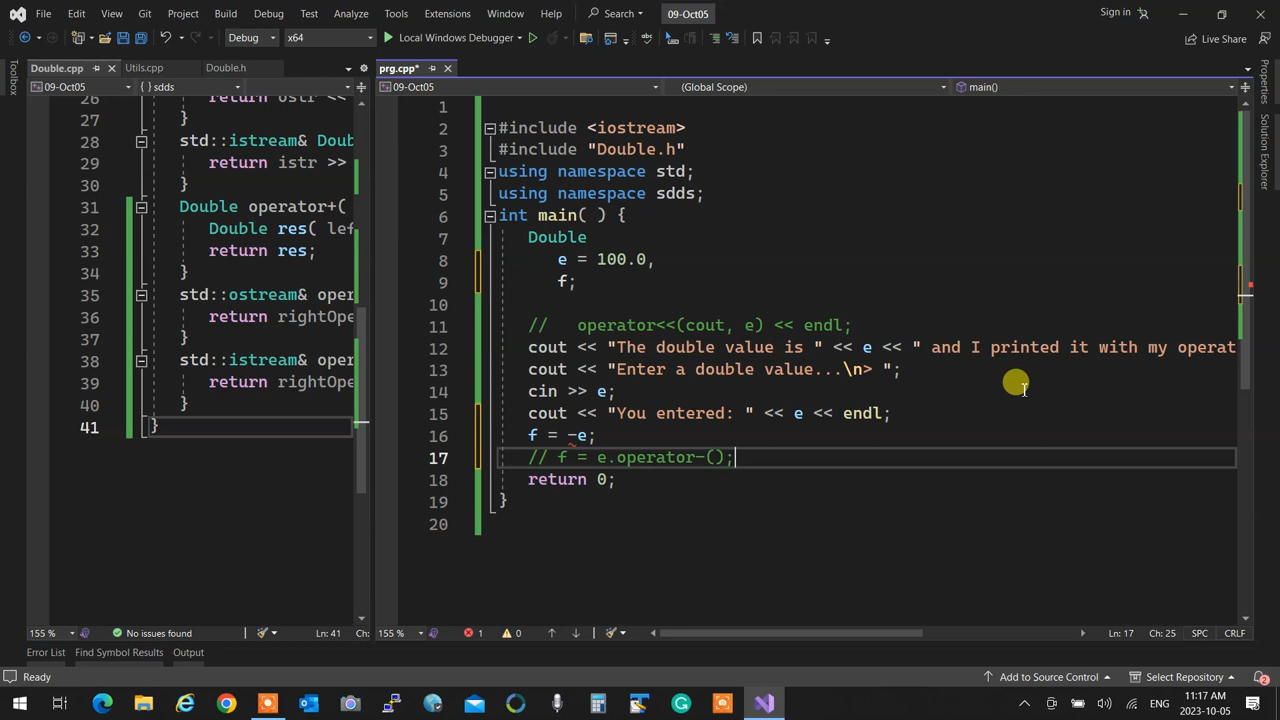 File Edit View Git Project Build Debug Test Analyze Tools Extensions Window Help Search 09-Oct05 Sign in
Debug x64 Local Windows Debugger Live Share
Toolbox
Double.cpp Utils.cpp Double.h
09-Oct05 {} sdds
26 return ostr <<
27 }
28 std::istream& Doub
29 return istr >>
30 }
31 Double operator+(
32 Double res( lef
33 return res;
34 }
35 std::ostream& oper
36 return rightOpe
37 }
38 std::istream& oper
39 return rightOpe
40 }
41 }
155 % No issues found Ln: 41 Ch:
prg.cpp*
09-Oct05 (Global Scope) main()
1
2 #include <iostream>
3 #include "Double.h"
4 using namespace std;
5 using namespace sdds;
6 int main( ) {
7 Double
8 e = 100.0,
9 f;
10
11 // operator<<(cout, e) << endl;
12 cout << "The double value is " << e << " and I printed it with my operat
13 cout << "Enter a double value...\n> ";
14 cin >> e;
15 cout << "You entered: " << e << endl;
16 f = -e;
17 // f = e.operator-();
18 return 0;
19 }
20
155 % 1 0 Ln: 17 Ch: 25 SPC CRLF
Properties
Solution Explorer
Error List Find Symbol Results Output
Ready Add to Source Control Select Repository 2
ENG 11:17 AM
2023-10-05